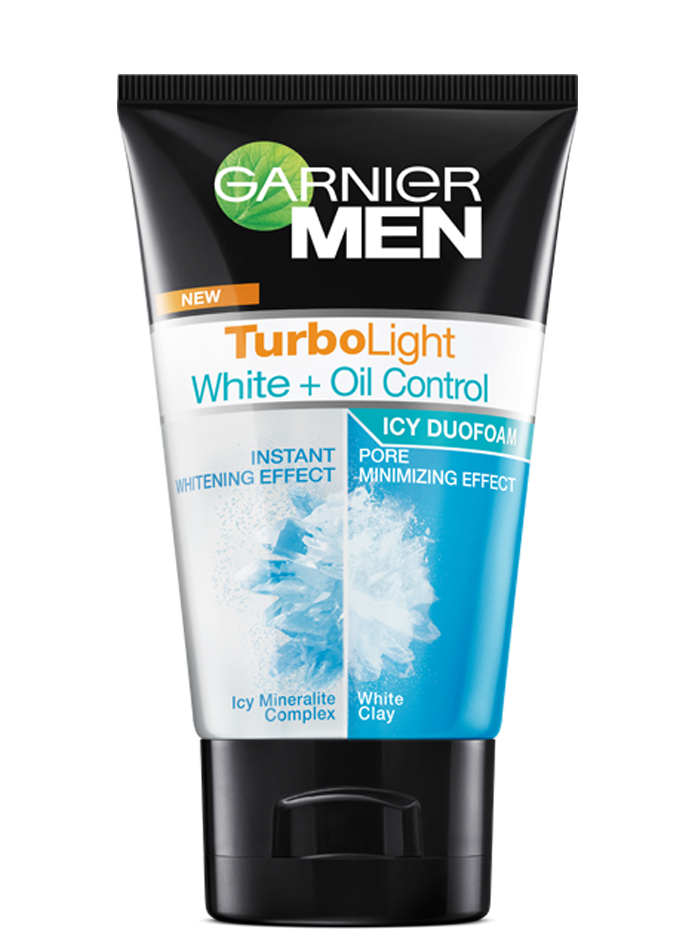 GARNIER
MEN
NEW
TurboLight
White + Oil Control
ICY DUOFOAM
INSTANT
WHITENING EFFECT
PORE
MINIMIZING EFFECT
Icy Mineralite
Complex
White
Clay